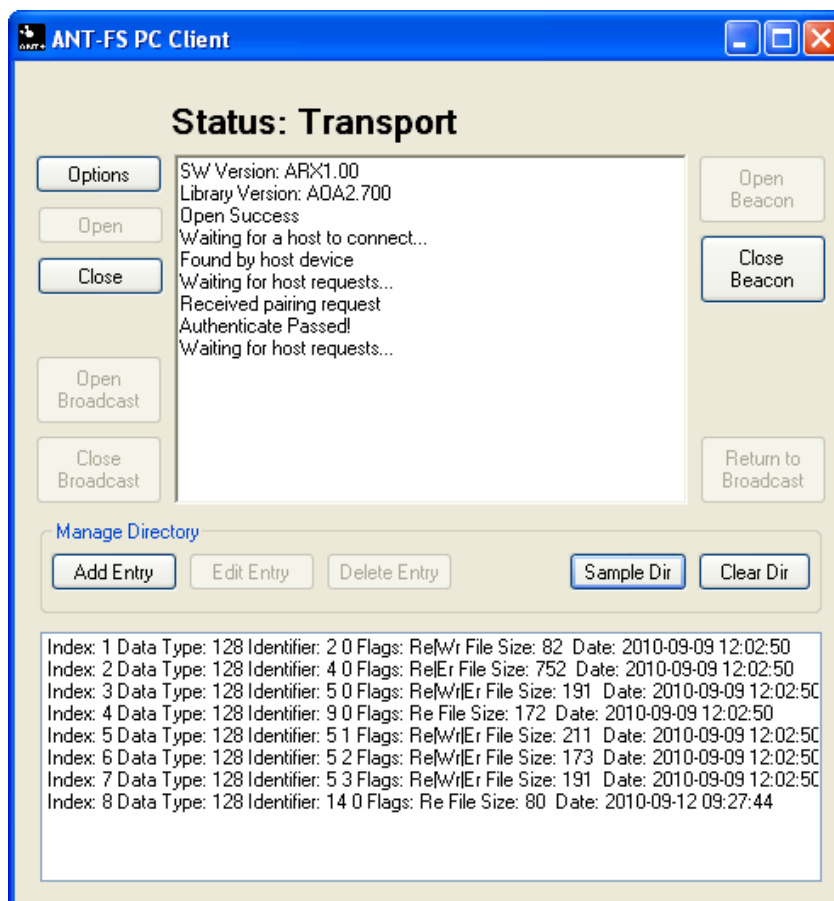 ANT-FS PC Client
Status: Transport
Options
Open
Close
Open
Broadcast
Close
Broadcast
SW Version: ARX1.00
Library Version: AOA2.700
Open Success
Waiting for a host to connect...
Found by host device
Waiting for host requests...
Received pairing request
Authenticate Passed!
Waiting for host requests...
Open
Beacon
Close
Beacon
Return to
Broadcast
Manage Directory
Add Entry
Edit Entry
Delete Entry
Sample Dir
Clear Dir
Index: 1 Data Type: 128 Identifier: 2 0 Flags: Re|Wr File Size: 82  Date: 2010-09-09 12:02:50
Index: 2 Data Type: 128 Identifier: 4 0 Flags: Re|Er File Size: 752  Date: 2010-09-09 12:02:50
Index: 3 Data Type: 128 Identifier: 5 0 Flags: Re|Wr|Er File Size: 191  Date: 2010-09-09 12:02:50
Index: 4 Data Type: 128 Identifier: 9 0 Flags: Re File Size: 172  Date: 2010-09-09 12:02:50
Index: 5 Data Type: 128 Identifier: 5 1 Flags: Re|Wr|Er File Size: 211  Date: 2010-09-09 12:02:50
Index: 6 Data Type: 128 Identifier: 5 2 Flags: Re|Wr|Er File Size: 173  Date: 2010-09-09 12:02:50
Index: 7 Data Type: 128 Identifier: 5 3 Flags: Re|Wr|Er File Size: 191  Date: 2010-09-09 12:02:50
Index: 8 Data Type: 128 Identifier: 14 0 Flags: Re File Size: 80  Date: 2010-09-12 09:27:44